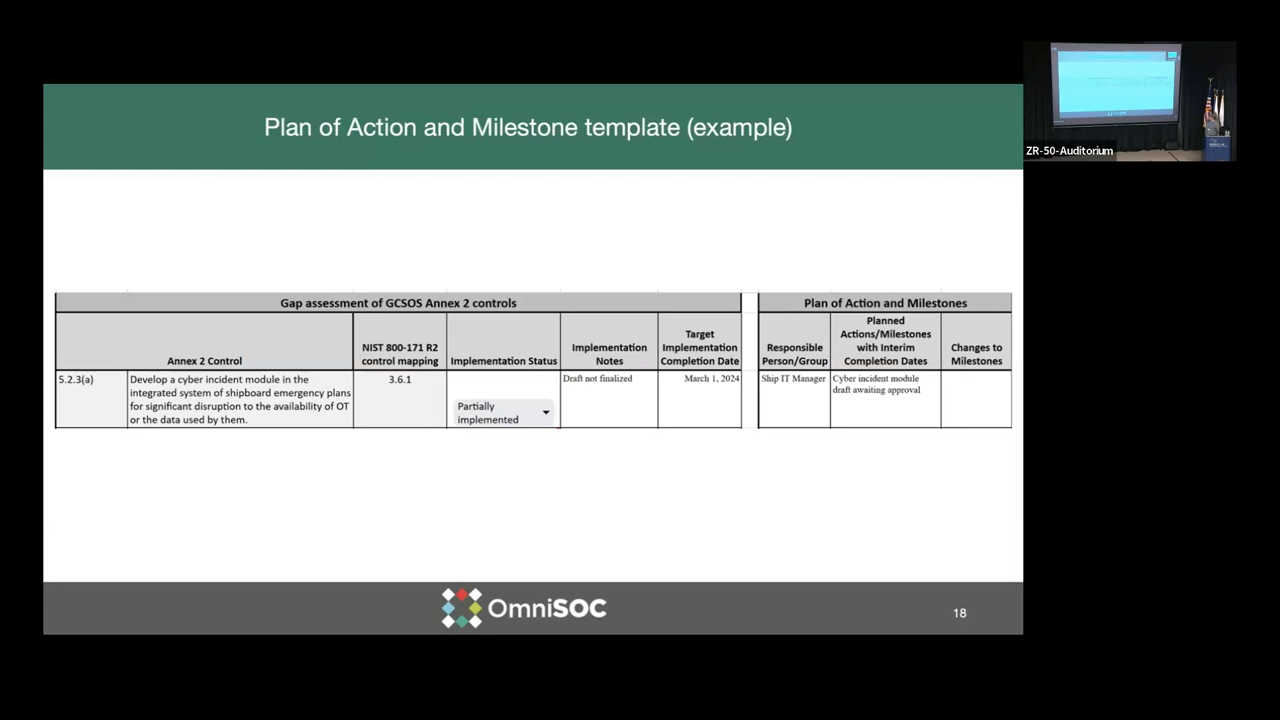 Plan of Action and Milestone template (example)
ZR-50-Auditorium
Gap assessment of GCSOS Annex 2 controls
Plan of Action and Milestones
Annex 2 Control
NIST 800-171 R2
control mapping
Implementation Status
Implementation
Notes
Target
Implementation
Completion Date
Responsible
Person/Group
Planned
Actions/Milestones
with Interim
Completion Dates
Changes to
Milestones
5.2.3(a)
Develop a cyber incident module in the
integrated system of shipboard emergency plans
for significant disruption to the availability of OT
or the data used by them.
3.6.1
Partially
implemented
Draft not finalized
March 1, 2024
Ship IT Manager
Cyber incident module
draft awaiting approval
OmniSOC
18